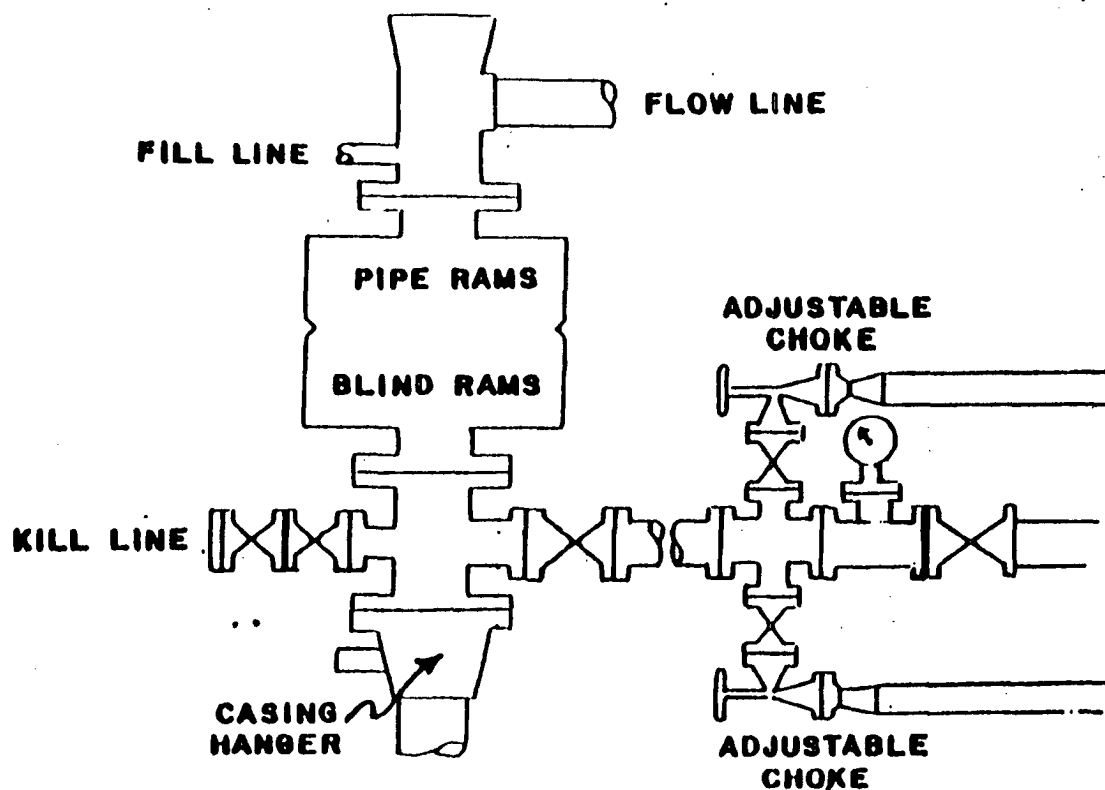 FLOW LINE
FILL LINE
PIPE RAMS
ADJUSTABLE
CHOKE
BLIND RAMS
KILL LINE
CASING
HANGER
ADJUSTABLE
CHOKE